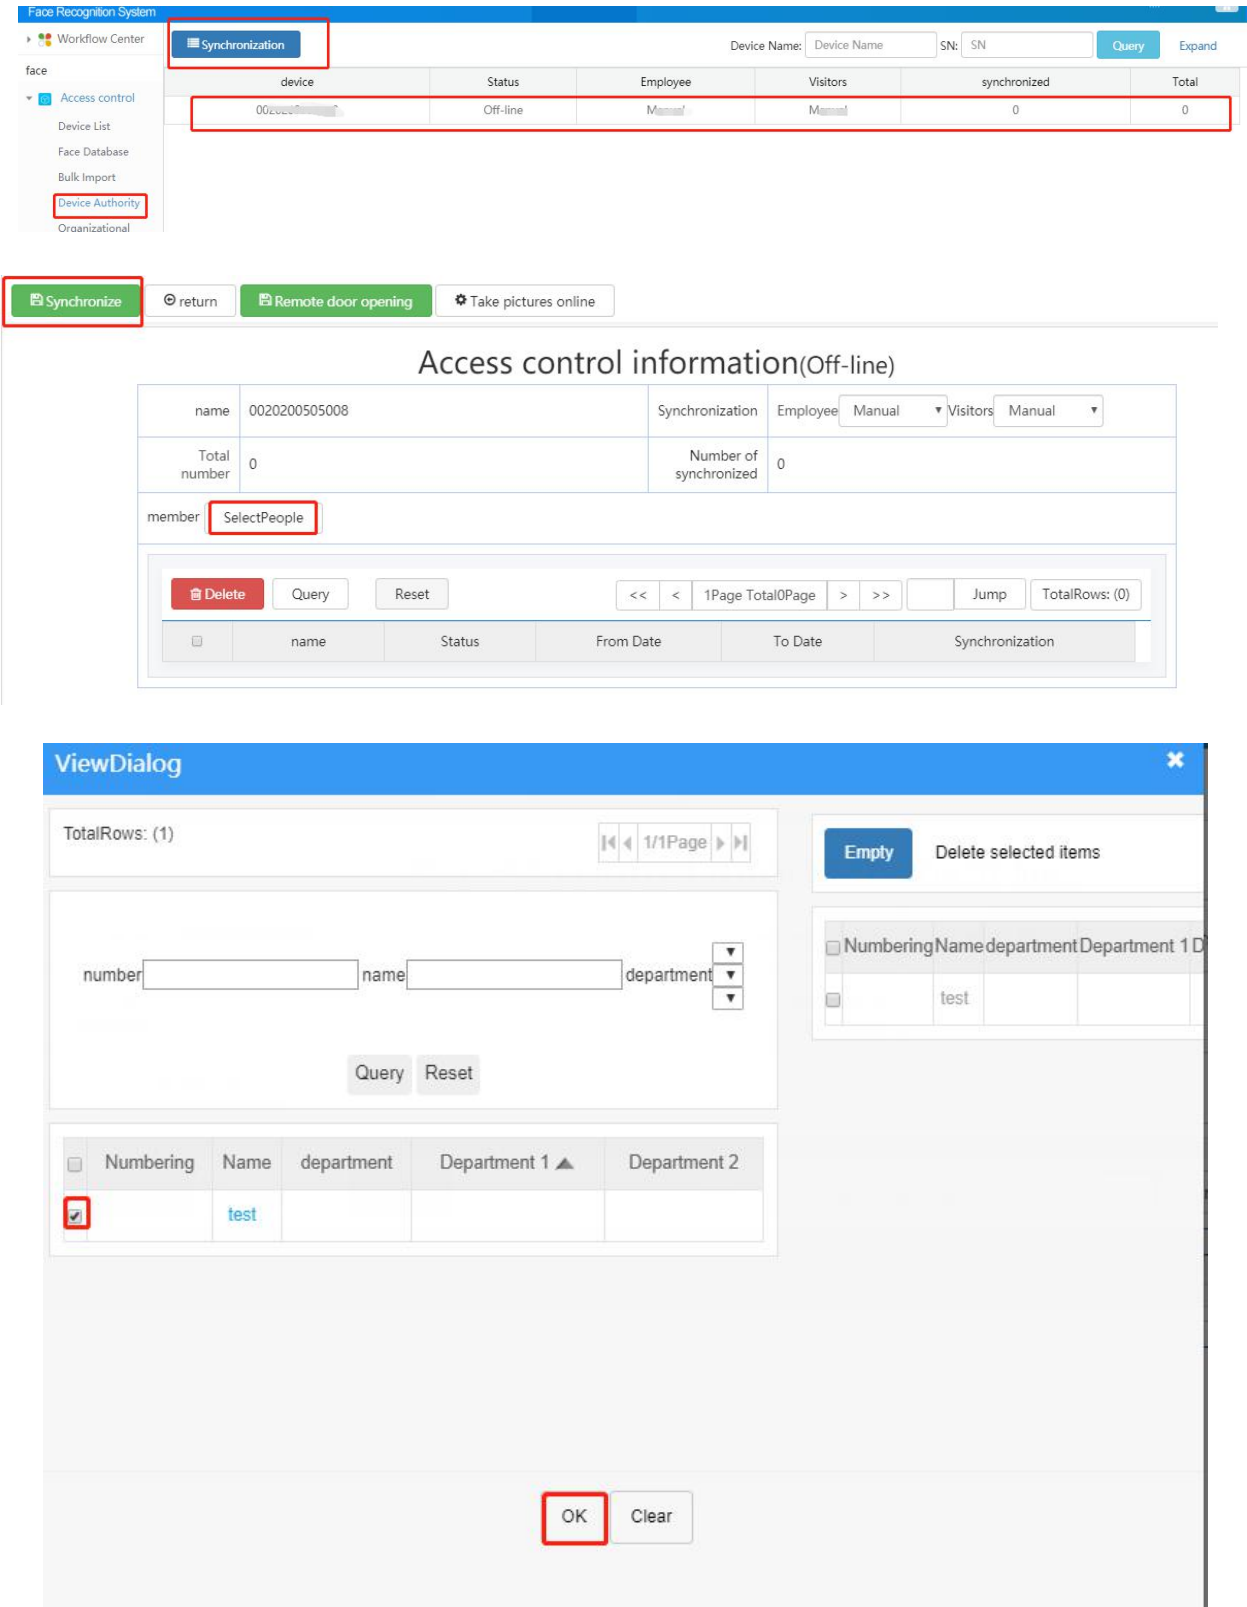 Face Recognition System
Workflow Center
Synchronization
Device Name: Device Name SN: SN Query Expand
face
device Status Employee Visitors synchronized Total
Access control
Off-line 0 0
Device List
Face Database
Bulk Import
Device Authority
Organizational
Synchronize return Remote door opening Take pictures online
Access control information(Off-line)
name 0020200505008 Synchronization Employee Manual Visitors Manual
Total number 0 Number of synchronized 0
member SelectPeople
Delete Query Reset << < 1Page Total0Page > >> Jump TotalRows: (0)
name Status From Date To Date Synchronization
ViewDialog
TotalRows: (1) 1/1Page
Empty Delete selected items
number name department
Numbering Name department Department 1 D
test
Query Reset
Numbering Name department Department 1 Department 2
test
OK Clear